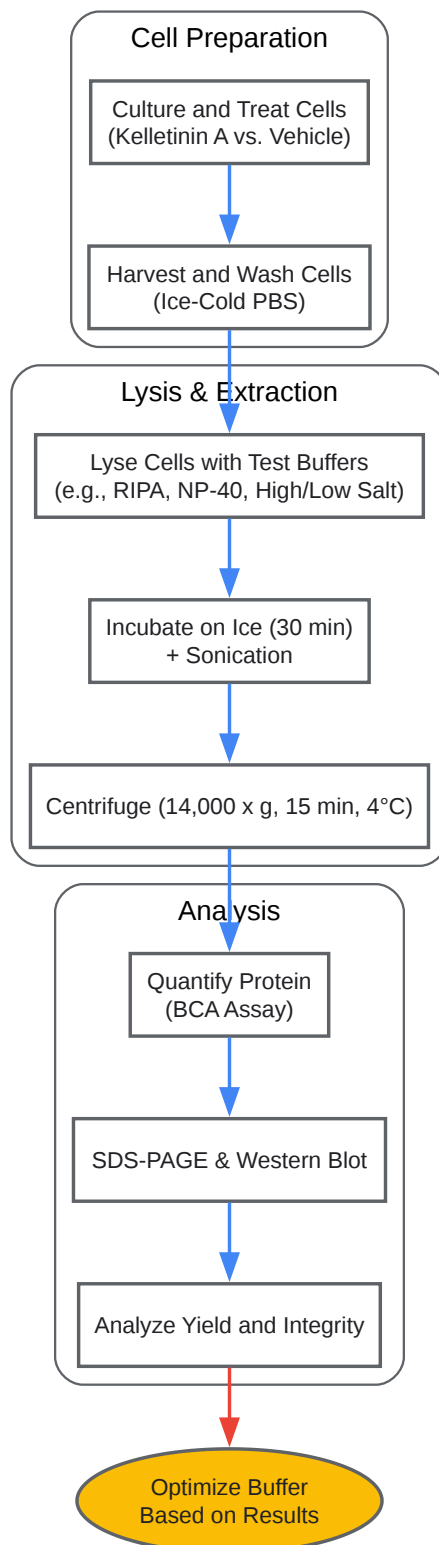 Cell Preparation
Culture and Treat Cells
(Kelletinin A vs. Vehicle)
Harvest and Wash Cells
(Ice-Cold PBS)
Lysis & Extraction
Lyse Cells with Test Buffers
(e.g., RIPA, NP-40, High/Low Salt)
Incubate on Ice (30 min)
+ Sonication
Centrifuge (14,000 x g, 15 min, 4°C)
Analysis
Quantify Protein
(BCA Assay)
SDS-PAGE & Western Blot
Analyze Yield and Integrity
Optimize Buffer
Based on Results